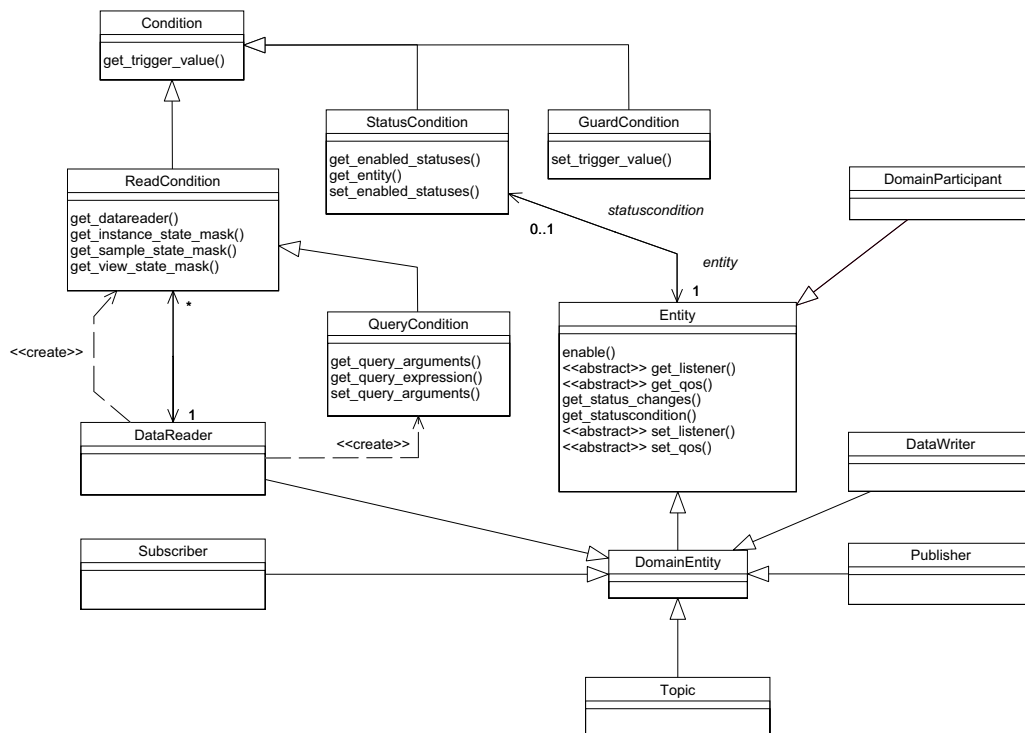 Condition
get_trigger_value()
StatusCondition
get_enabled_statuses()
get_entity()
set_enabled_statuses()
GuardCondition
set_trigger_value()
ReadCondition
get_datareader()
get_instance_state_mask()
get_sample_state_mask()
get_view_state_mask()
DomainParticipant
statuscondition
0..1
entity
1
*
<<create>>
QueryCondition
get_query_arguments()
get_query_expression()
set_query_arguments()
Entity
enable()
<<abstract>> get_listener()
<<abstract>> get_qos()
get_status_changes()
get_statuscondition()
<<abstract>> set_listener()
<<abstract>> set_qos()
1
DataReader
<<create>>
DataWriter
Subscriber
DomainEntity
Publisher
Topic